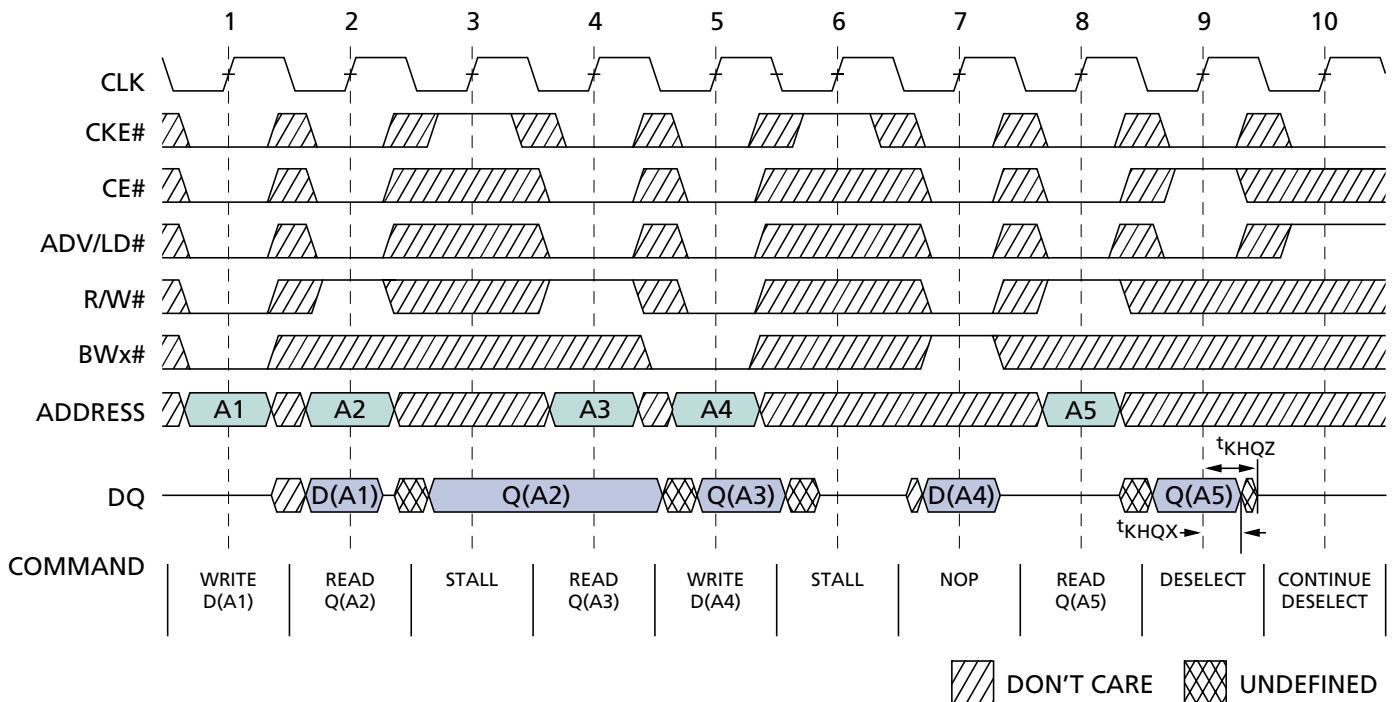 1 2 3 4 5 6 7 8 9 10
CLK
CKE#
CE#
ADV/LD#
R/W#
BWx#
ADDRESS A1 A2 A3 A4 A5
tKHQZ
DQ D(A1) Q(A2) Q(A3) D(A4) Q(A5)
tKHQX
COMMAND
WRITE READ STALL READ WRITE STALL NOP READ DESELECT CONTINUE
D(A1) Q(A2) Q(A3) D(A4) Q(A5) DESELECT
DON'T CARE UNDEFINED